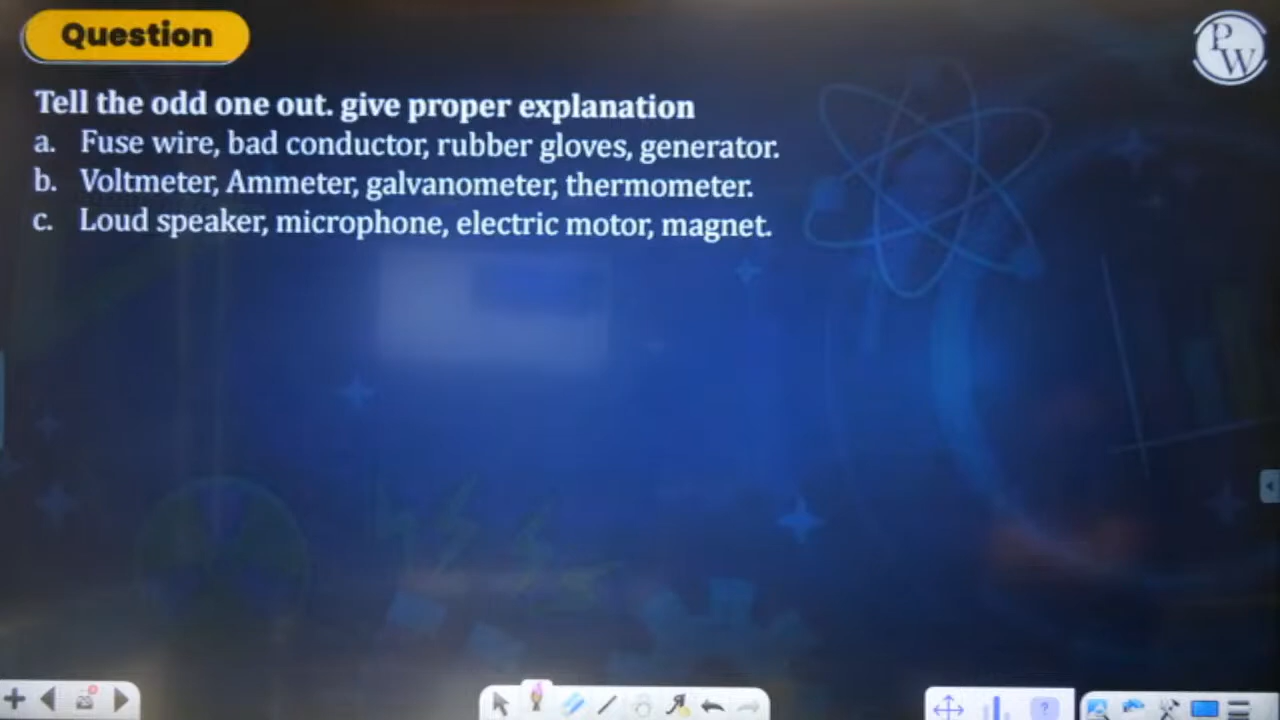 Question
PW
Tell the odd one out. give proper explanation
a. Fuse wire, bad conductor, rubber gloves, generator.
b. Voltmeter, Ammeter, galvanometer, thermometer.
c. Loud speaker, microphone, electric motor, magnet.